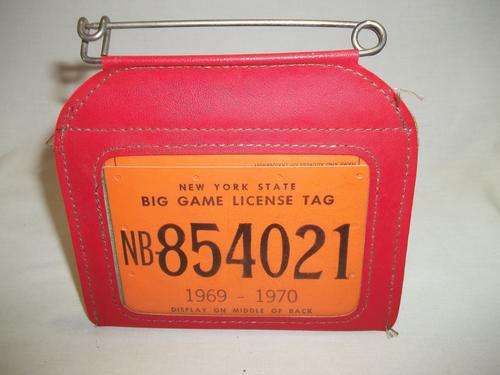 NEW YORK STATE
BIG GAME LICENSE TAG
NB854021
1969 - 1970
DISPLAY ON MIDDLE OF BACK